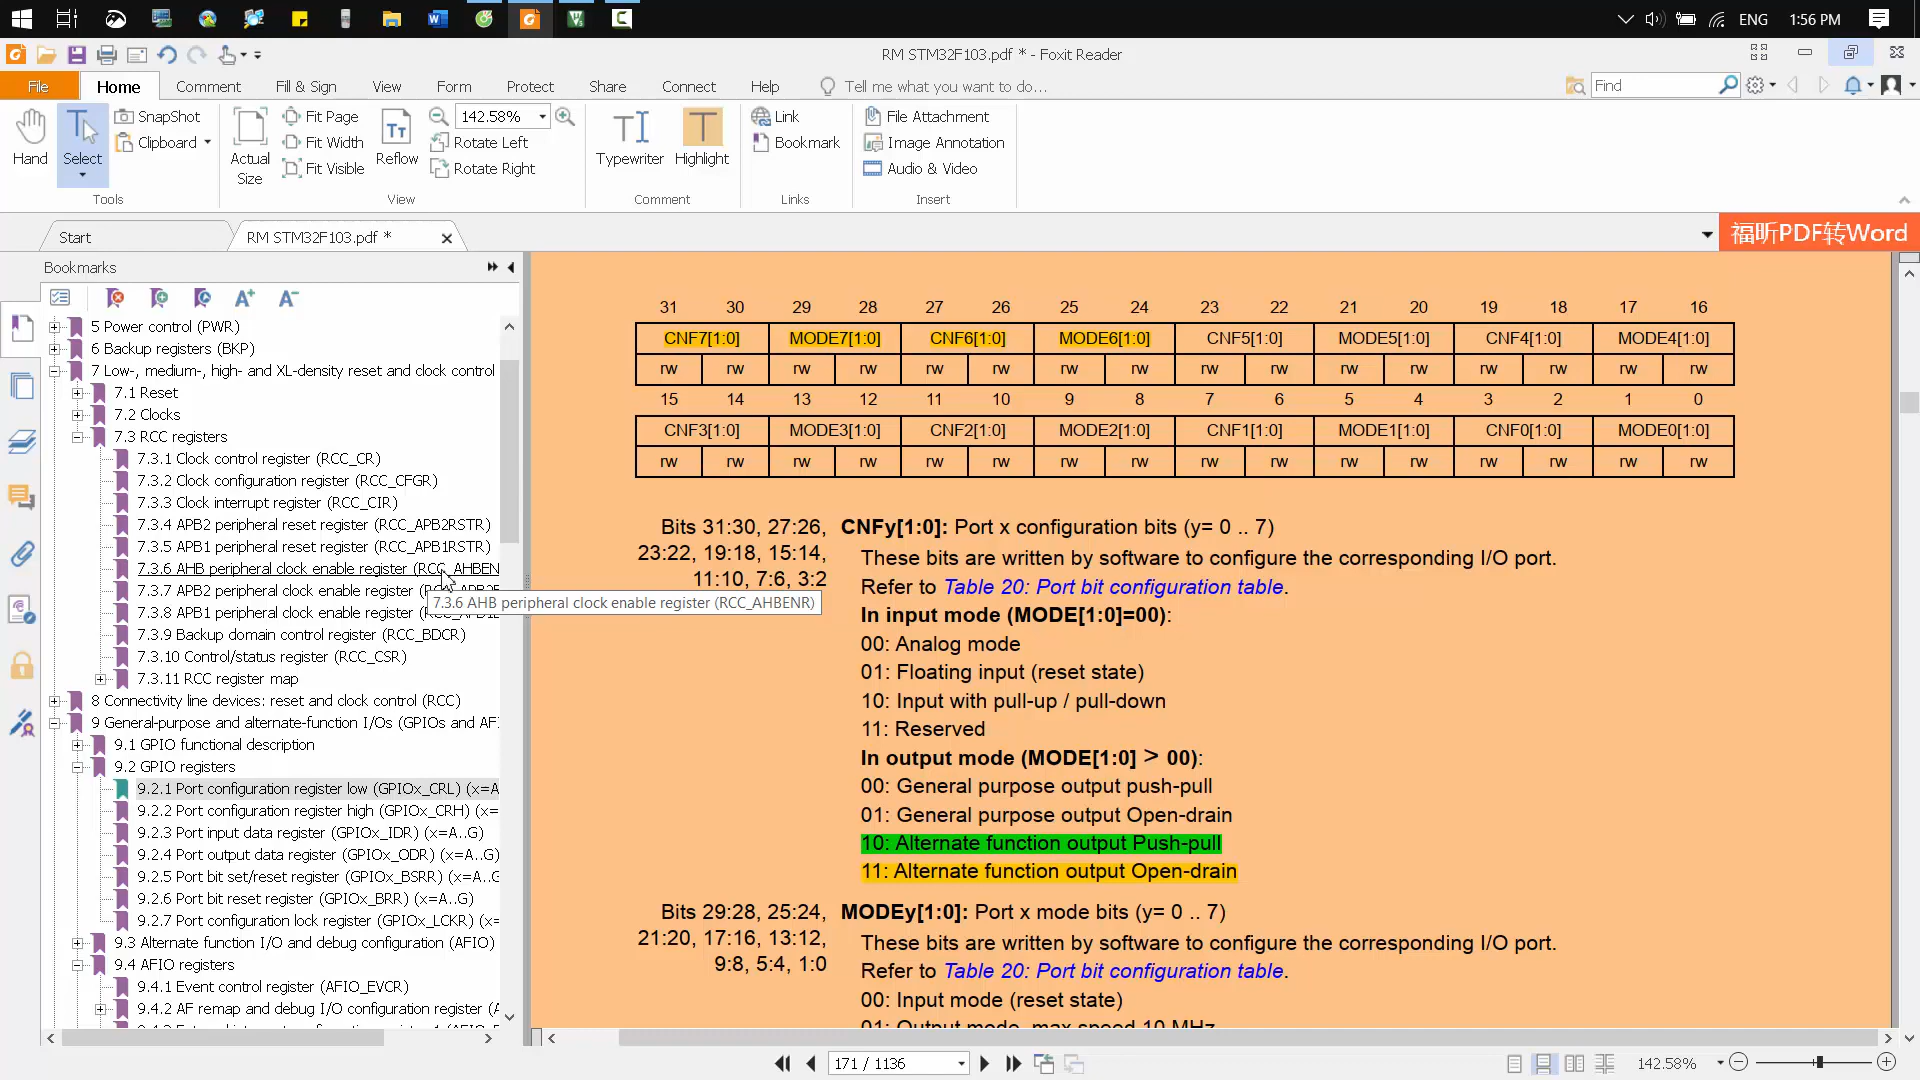 ENG
1:56 PM
RM STM32F103.pdf * - Foxit Reader
File
Home
Comment
Fill & Sign
View
Form
Protect
Share
Connect
Help
Tell me what you want to do...
Find
Hand
Select
SnapShot
Clipboard
Actual
Size
Fit Page
Fit Width
Fit Visible
Reflow
142.58%
Rotate Left
Rotate Right
Typewriter
Highlight
Link
Bookmark
File Attachment
Image Annotation
Audio & Video
Tools
View
Comment
Links
Insert
Start
RM STM32F103.pdf *
福昕PDF转Word
Bookmarks
5 Power control (PWR)
6 Backup registers (BKP)
7 Low-, medium-, high- and XL-density reset and clock control
7.1 Reset
7.2 Clocks
7.3 RCC registers
7.3.1 Clock control register (RCC_CR)
7.3.2 Clock configuration register (RCC_CFGR)
7.3.3 Clock interrupt register (RCC_CIR)
7.3.4 APB2 peripheral reset register (RCC_APB2RSTR)
7.3.5 APB1 peripheral reset register (RCC_APB1RSTR)
7.3.6 AHB peripheral clock enable register (RCC_AHBEN
7.3.7 APB2 peripheral clock enable register (RCC_APB2E
7.3.6 AHB peripheral clock enable register (RCC_AHBENR)
7.3.8 APB1 peripheral clock enable register (RCC_APB1E
7.3.9 Backup domain control register (RCC_BDCR)
7.3.10 Control/status register (RCC_CSR)
7.3.11 RCC register map
8 Connectivity line devices: reset and clock control (RCC)
9 General-purpose and alternate-function I/Os (GPIOs and AFI
9.1 GPIO functional description
9.2 GPIO registers
9.2.1 Port configuration register low (GPIOx_CRL) (x=A
9.2.2 Port configuration register high (GPIOx_CRH) (x=
9.2.3 Port input data register (GPIOx_IDR) (x=A..G)
9.2.4 Port output data register (GPIOx_ODR) (x=A..G)
9.2.5 Port bit set/reset register (GPIOx_BSRR) (x=A..G
9.2.6 Port bit reset register (GPIOx_BRR) (x=A..G)
9.2.7 Port configuration lock register (GPIOx_LCKR) (x=
9.3 Alternate function I/O and debug configuration (AFIO)
9.4 AFIO registers
9.4.1 Event control register (AFIO_EVCR)
9.4.2 AF remap and debug I/O configuration register (A
31 30 29 28 27 26 25 24 23 22 21 20 19 18 17 16
CNF7[1:0] MODE7[1:0] CNF6[1:0] MODE6[1:0] CNF5[1:0] MODE5[1:0] CNF4[1:0] MODE4[1:0]
rw rw rw rw rw rw rw rw rw rw rw rw rw rw rw rw
15 14 13 12 11 10 9 8 7 6 5 4 3 2 1 0
CNF3[1:0] MODE3[1:0] CNF2[1:0] MODE2[1:0] CNF1[1:0] MODE1[1:0] CNF0[1:0] MODE0[1:0]
rw rw rw rw rw rw rw rw rw rw rw rw rw rw rw rw
Bits 31:30, 27:26, CNFy[1:0]: Port x configuration bits (y= 0 .. 7)
23:22, 19:18, 15:14, These bits are written by software to configure the corresponding I/O port.
11:10, 7:6, 3:2 Refer to Table 20: Port bit configuration table.
In input mode (MODE[1:0]=00):
00: Analog mode
01: Floating input (reset state)
10: Input with pull-up / pull-down
11: Reserved
In output mode (MODE[1:0] > 00):
00: General purpose output push-pull
01: General purpose output Open-drain
10: Alternate function output Push-pull
11: Alternate function output Open-drain
Bits 29:28, 25:24, MODEy[1:0]: Port x mode bits (y= 0 .. 7)
21:20, 17:16, 13:12, These bits are written by software to configure the corresponding I/O port.
9:8, 5:4, 1:0 Refer to Table 20: Port bit configuration table.
00: Input mode (reset state)
01: Output mode, max speed 10 MHz.
171 / 1136
142.58%